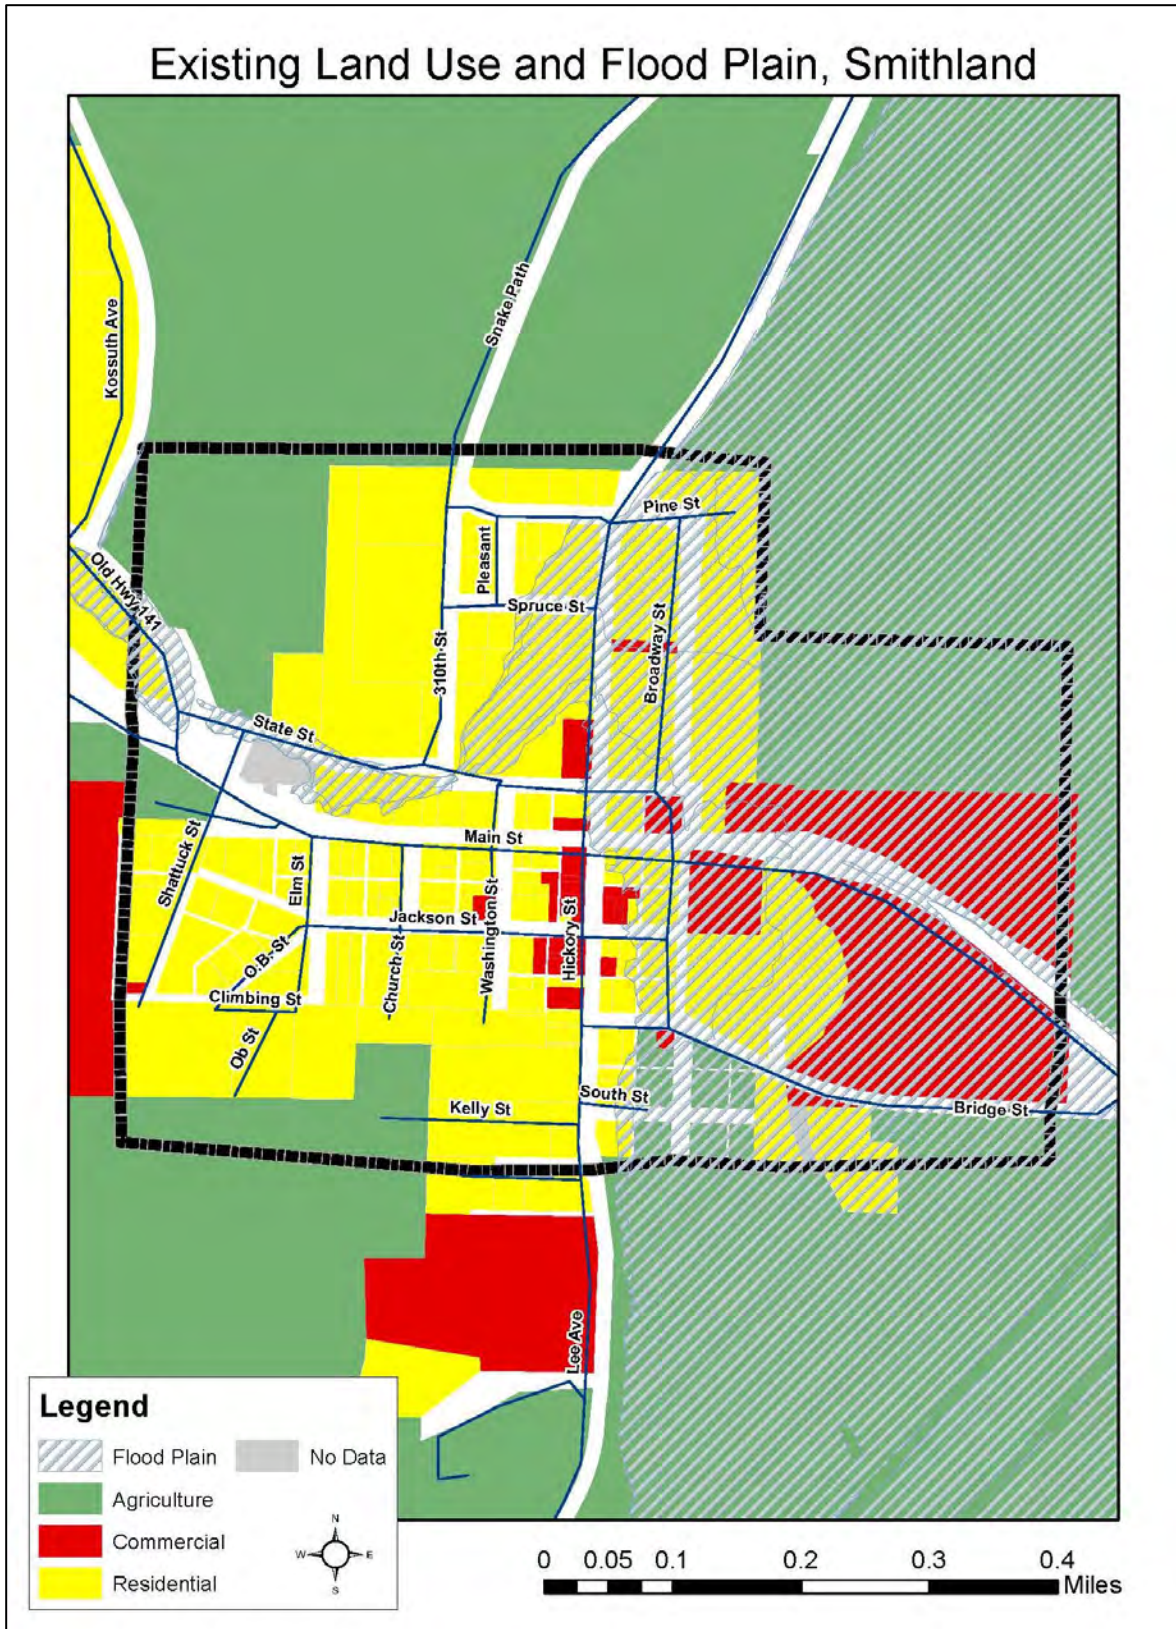 Existing Land Use and Flood Plain, Smithland
Kossuth Ave
Snake Path
Pine St
Pleasant
Old Hwy 141
Spruce St
Broadway St
310th St
State St
Main St
Shattuck St
Elm St
Jackson St
Washington St
Hickory St
O.B. St
Church St
Climbing St
Ob St
South St
Kelly St
Bridge St
Lee Ave
Legend
Flood Plain
No Data
Agriculture
Commercial
Residential
N
W E
S
0 0.05 0.1 0.2 0.3 0.4
Miles